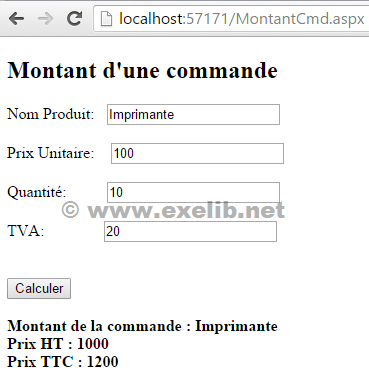 localhost:57171/MontantCmd.aspx
Montant d'une commande
Nom Produit: Imprimante
Prix Unitaire: 100
Quantité: 10
© www.exelib.net
TVA: 20
Calculer
Montant de la commande : Imprimante
Prix HT : 1000
Prix TTC : 1200